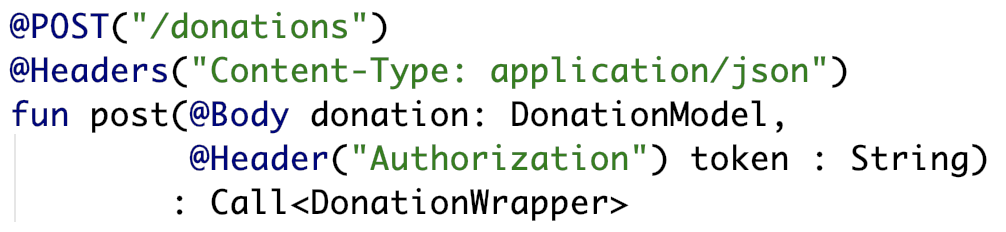 @POST("/donations")
@Headers("Content-Type: application/json")
fun post(@Body donation: DonationModel,
@Header("Authorization") token : String)
: Call<DonationWrapper>